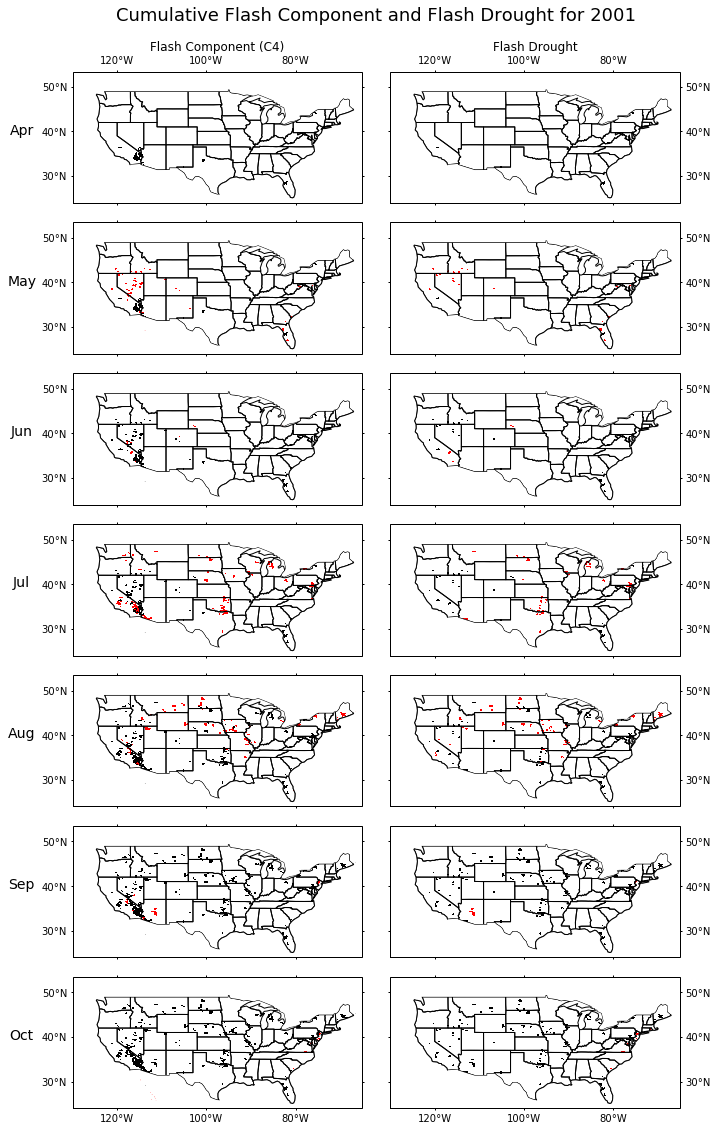 Cumulative Flash Component and Flash Drought for 2001
Flash Component (C4) Flash Drought
120°W 100°W 80°W 120°W 100°W 80°W
50°N 50°N
Apr 40°N 40°N
30°N 30°N
50°N 50°N
May 40°N 40°N
30°N 30°N
50°N 50°N
Jun 40°N 40°N
30°N 30°N
50°N 50°N
Jul 40°N 40°N
30°N 30°N
50°N 50°N
Aug 40°N 40°N
30°N 30°N
50°N 50°N
Sep 40°N 40°N
30°N 30°N
50°N 50°N
Oct 40°N 40°N
30°N 30°N
120°W 100°W 80°W 120°W 100°W 80°W